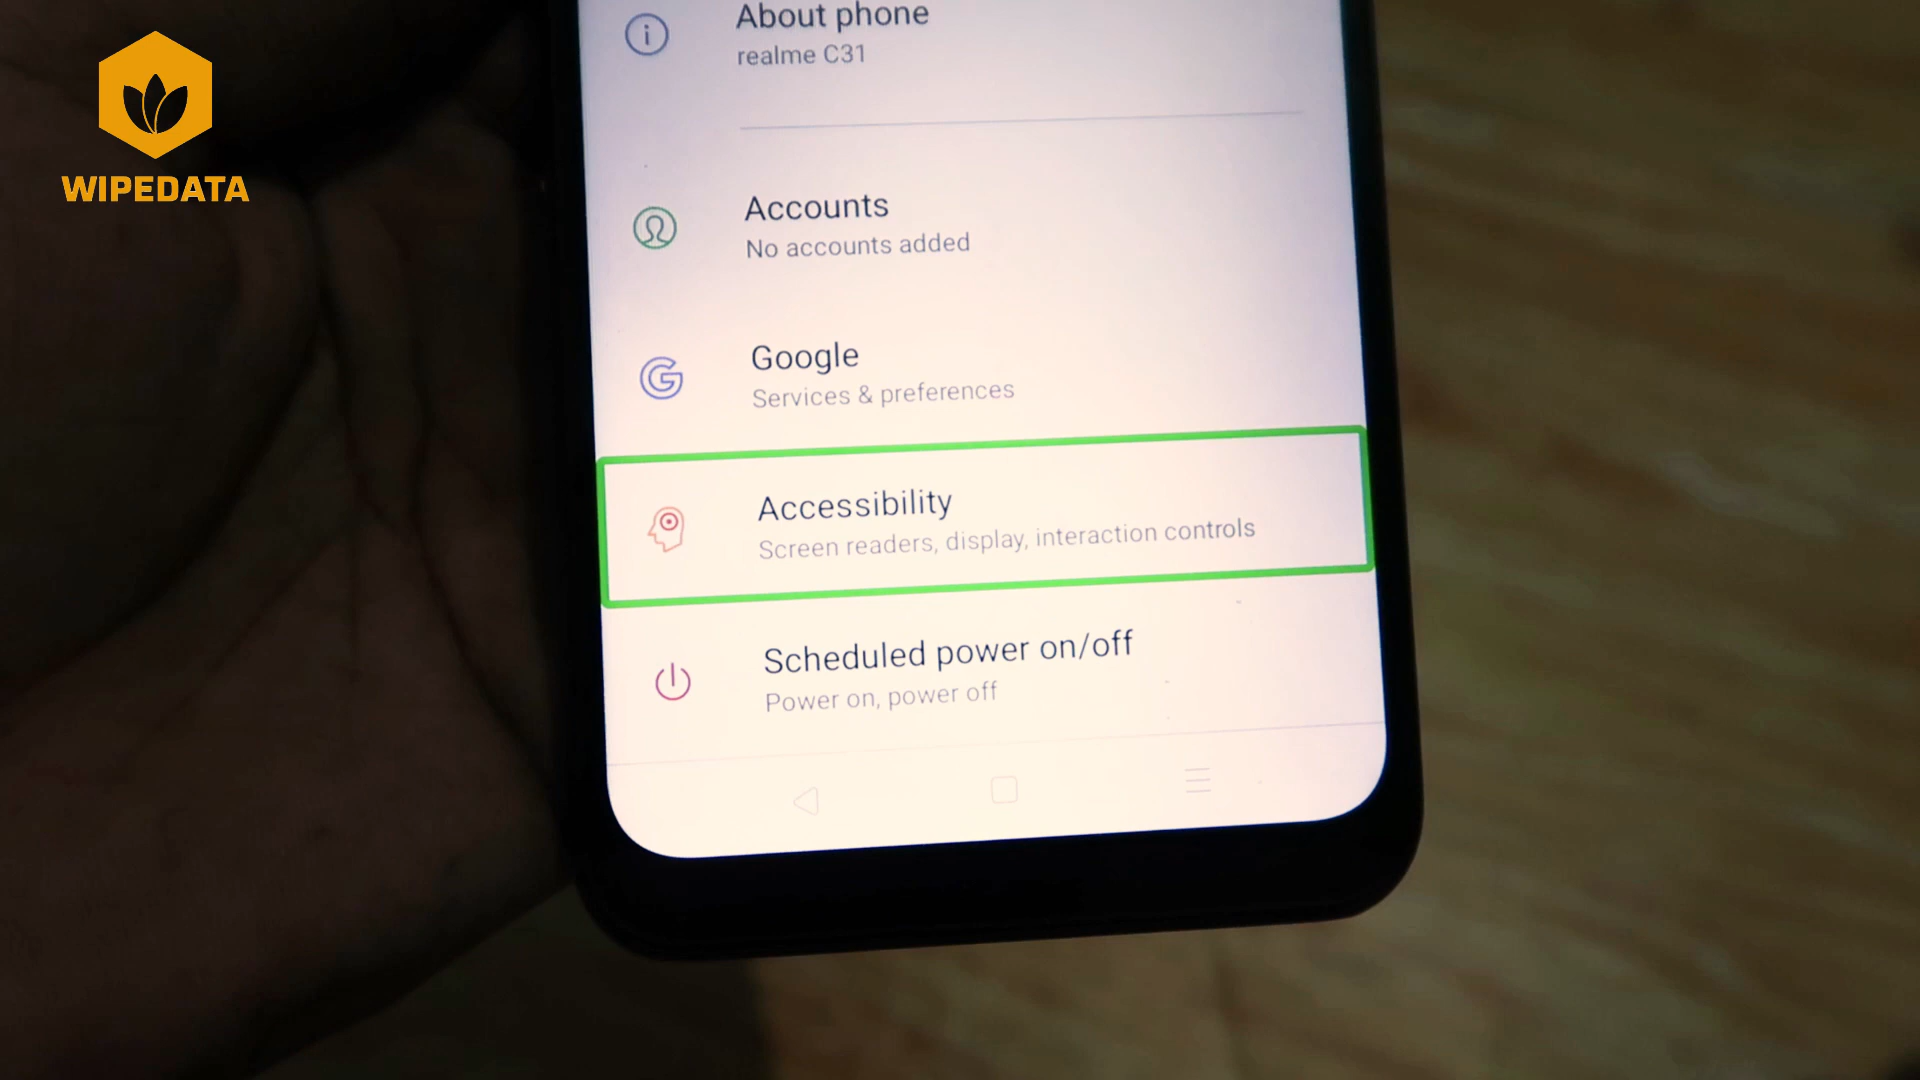 About phone
realme C31
WIPEDATA
Accounts
No accounts added
Google
Services & preferences
Accessibility
Screen readers, display, interaction controls
Scheduled power on/off
Power on, power off